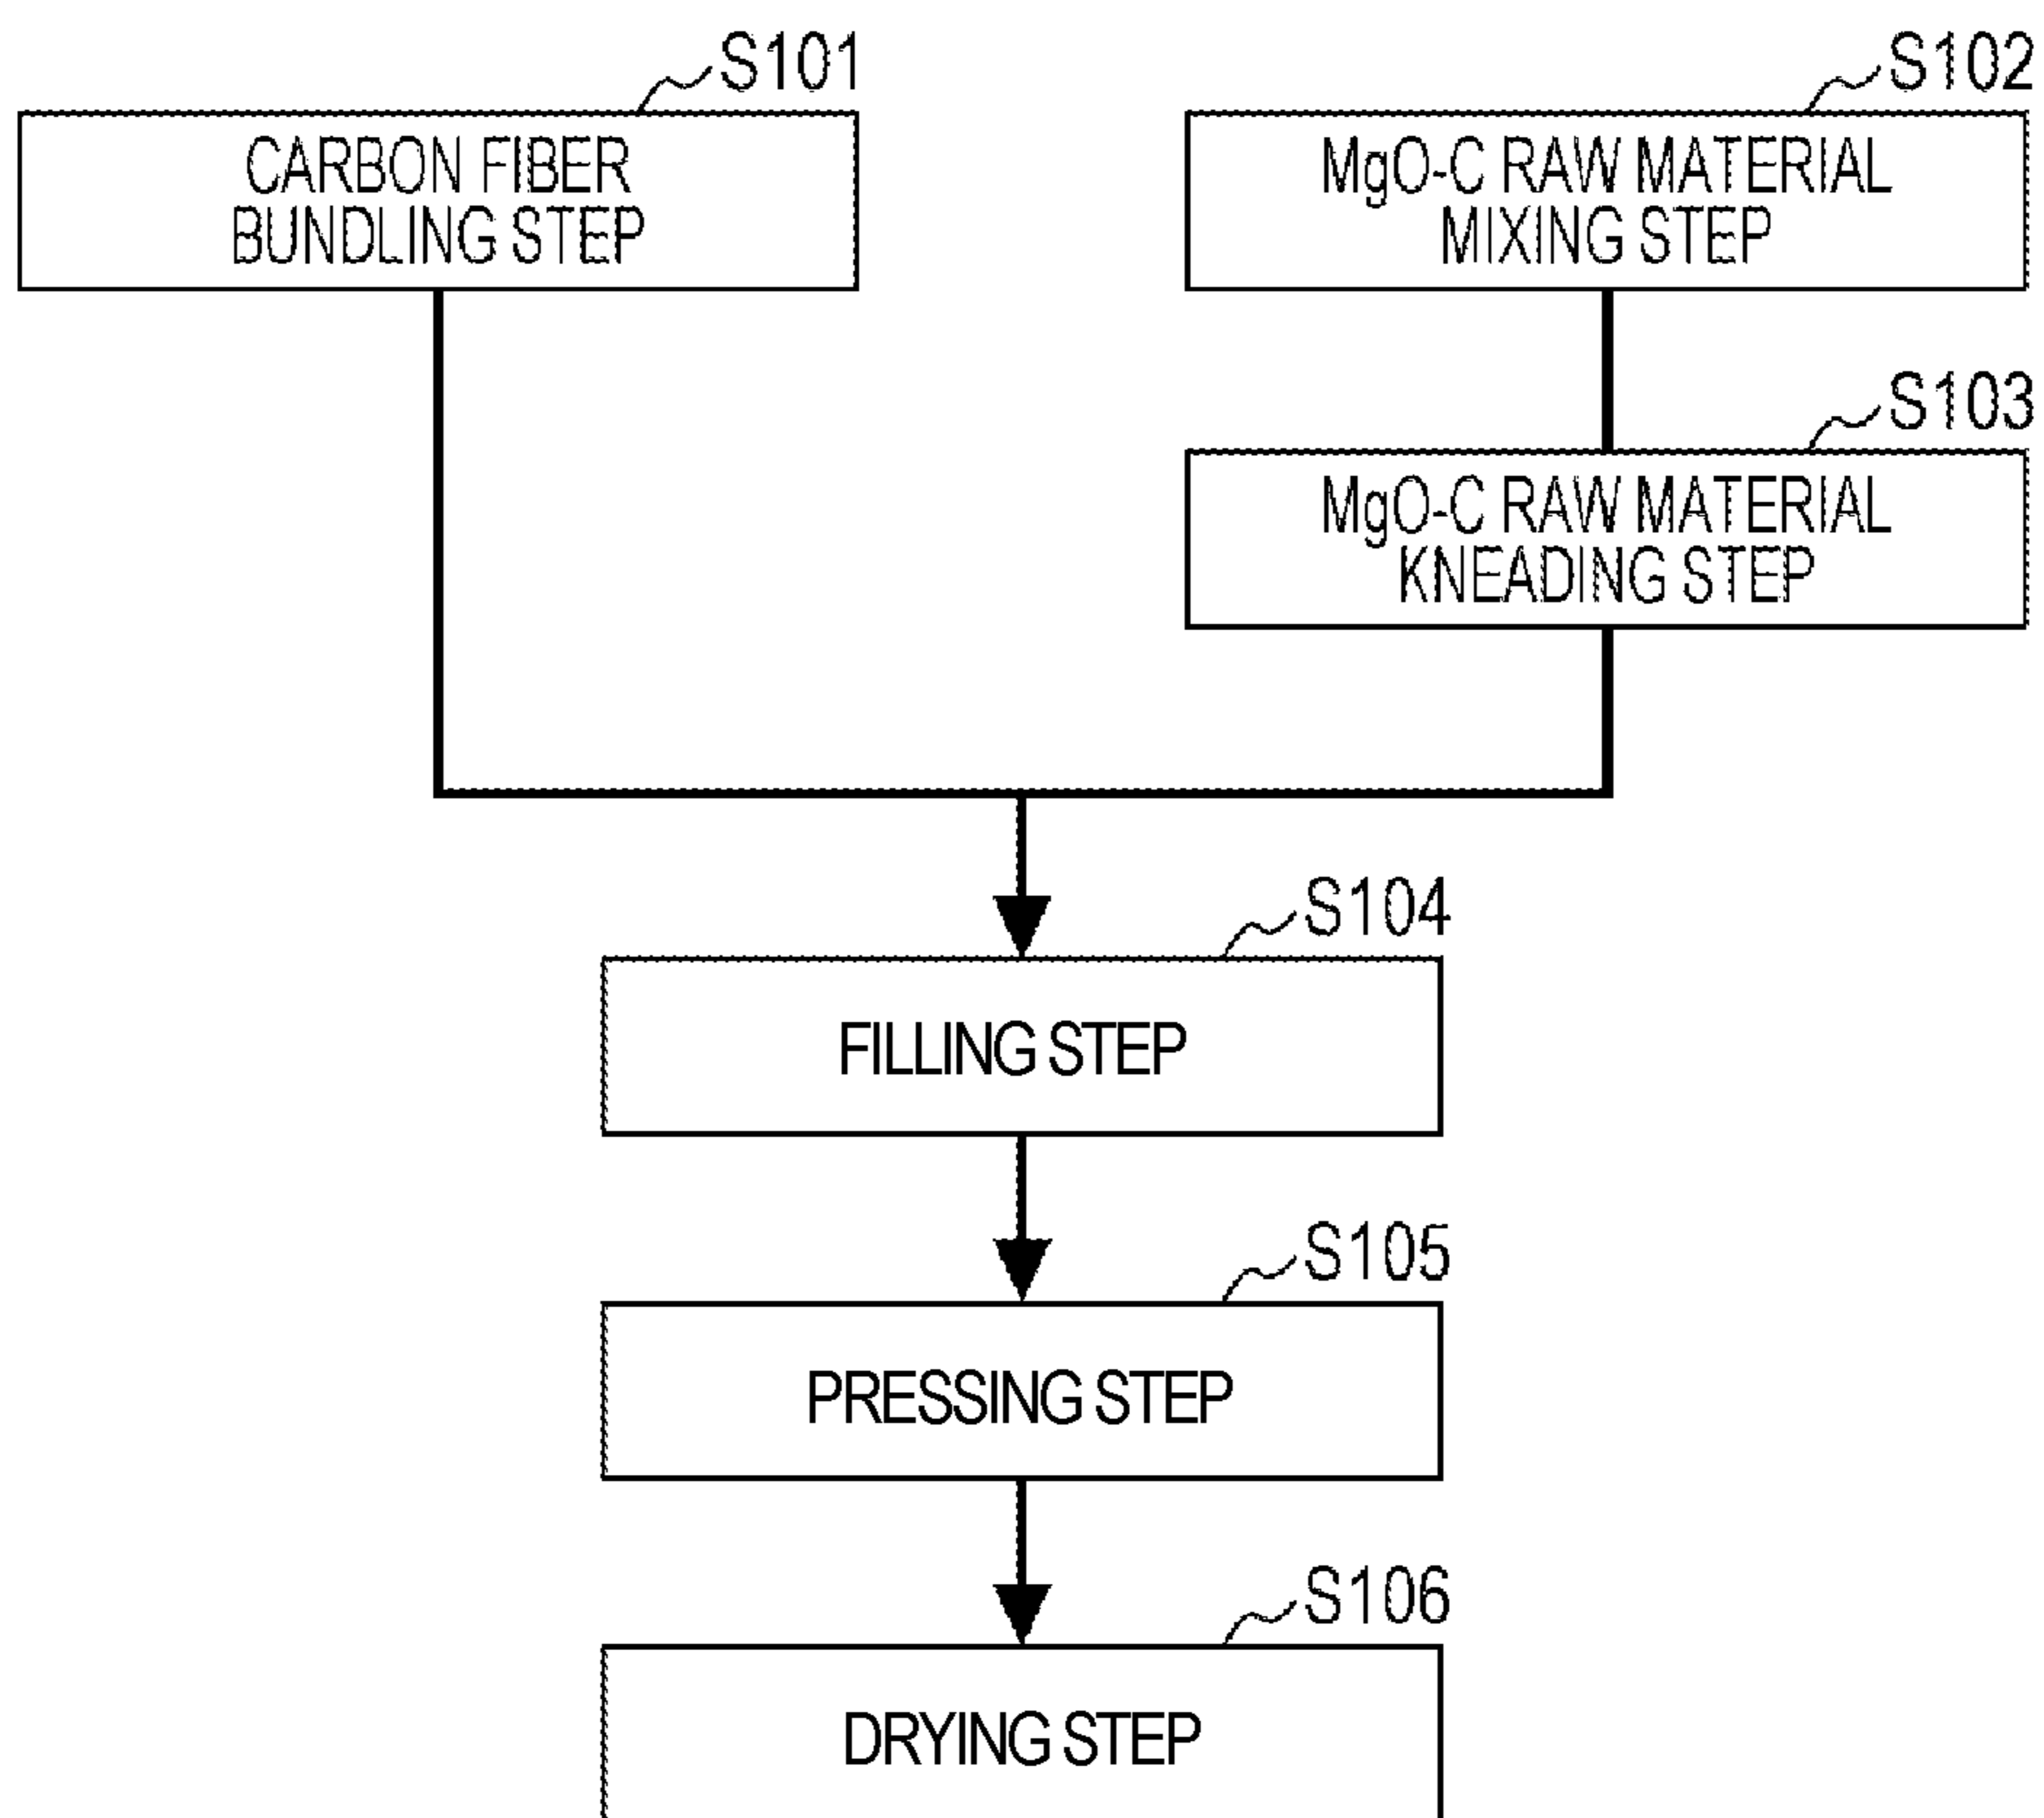 S101
CARBON FIBER
BUNDLING STEP
S102
MgO-C RAW MATERIAL
MIXING STEP
S103
MgO-C RAW MATERIAL
KNEADING STEP
S104
FILLING STEP
S105
PRESSING STEP
S106
DRYING STEP